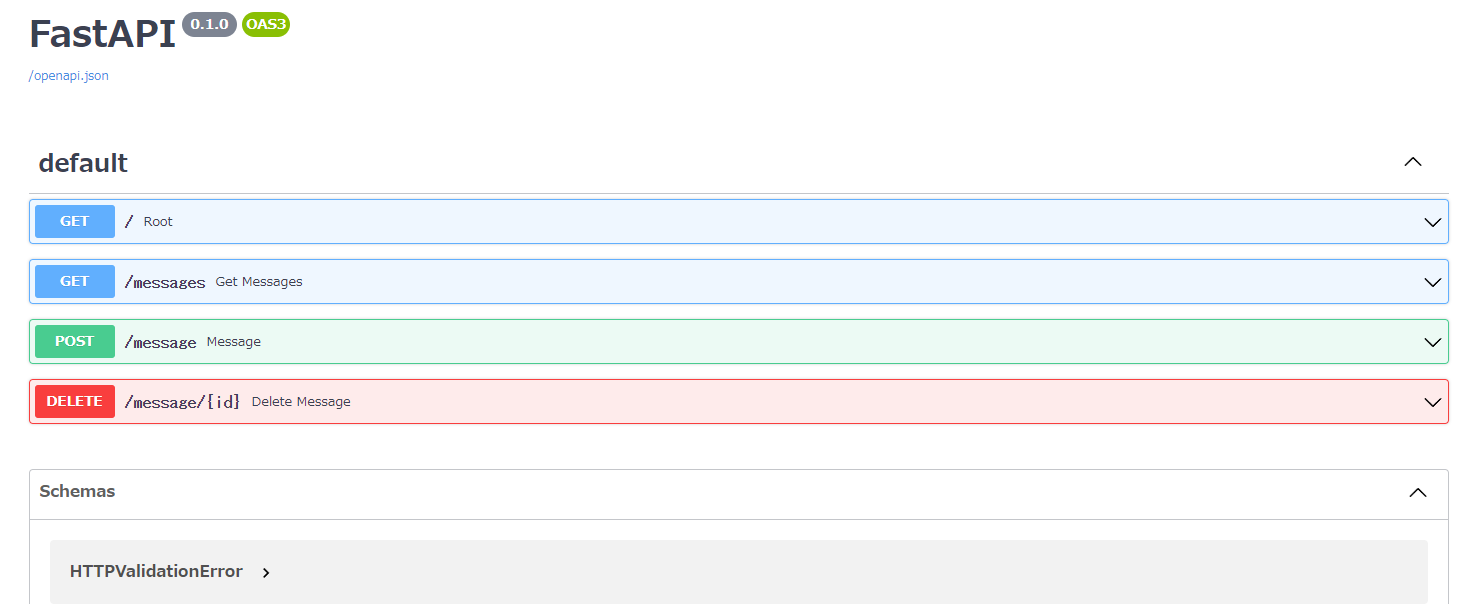 FastAPI 0.1.0 OAS3
/openapi.json
default
GET / Root
GET /messages Get Messages
POST /message Message
DELETE /message/{id} Delete Message
Schemas
HTTPValidationError